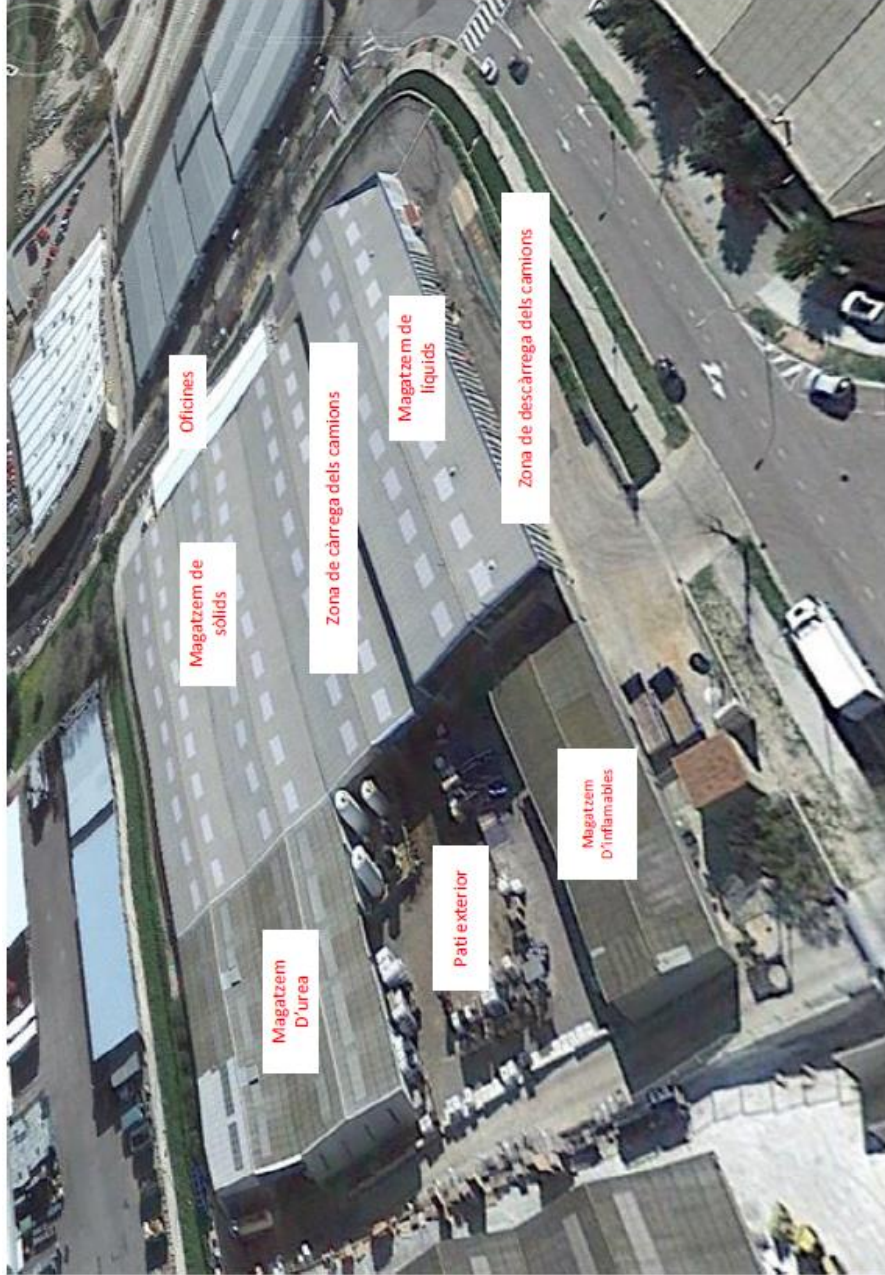 Oficines
Magatzem de
sòlids
Magatzem
D'urea
Zona de càrrega dels camions
Magatzem de
líquids
Pati exterior
Zona de descàrrega dels camions
Magatzem
D'inflamables